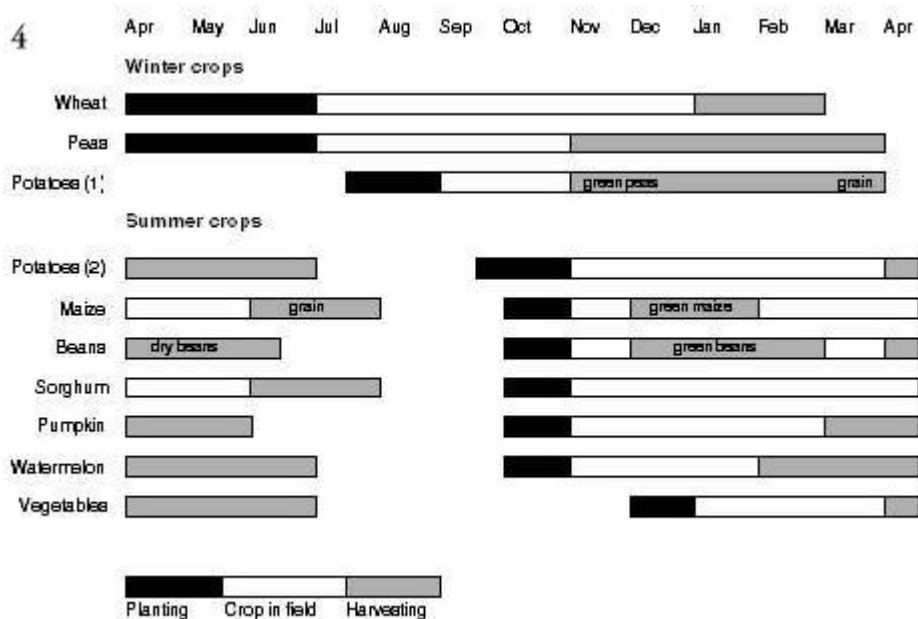 4
Apr May Jun Jul Aug Sep Oct Nov Dec Jan Feb Mar Apr
Winter crops
Wheat
Peas
Potatoes (1)
green peas grain
Summer crops
Potatoes (2)
Maize
grain green maize
Beans
dry beans green beans
Sorghum
Pumpkin
Watermelon
Vegetables
Planting Crop in field Harvesting